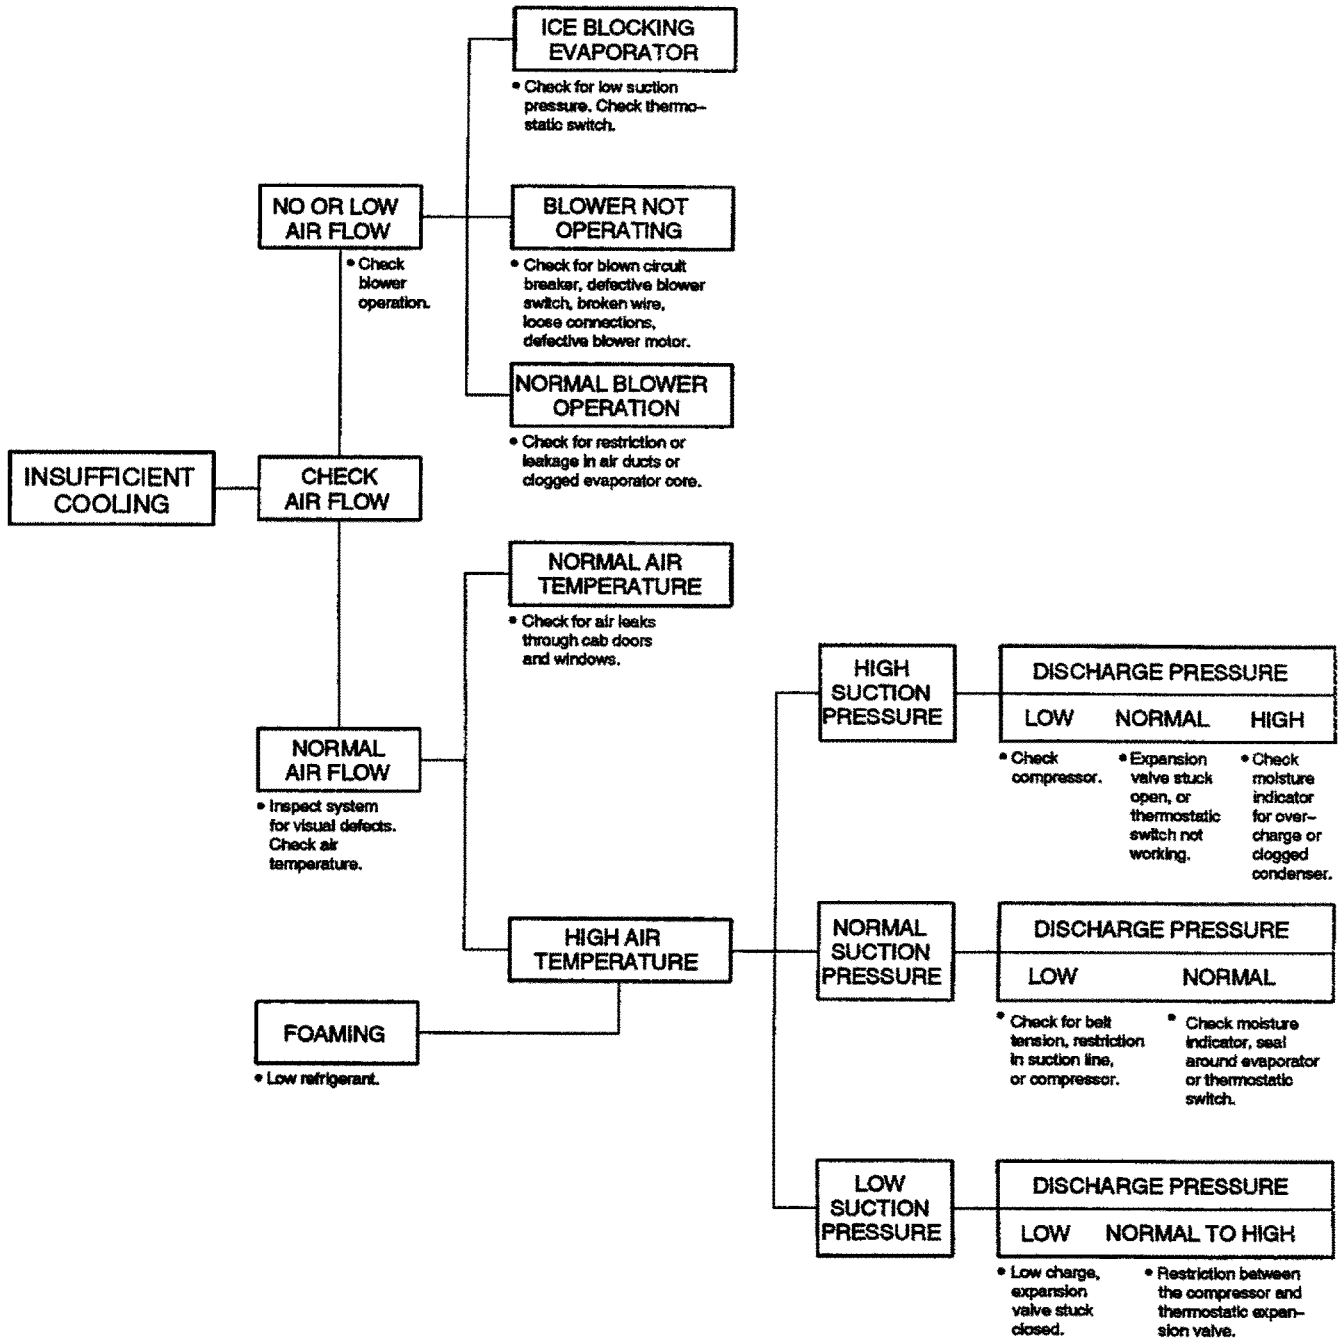 ICE BLOCKING
EVAPORATOR
• Check for low suction
pressure. Check thermo–
static switch.
NO OR LOW
AIR FLOW
• Check
blower
operation.
BLOWER NOT
OPERATING
• Check for blown circuit
breaker, defective blower
switch, broken wire,
loose connections,
defective blower motor.
NORMAL BLOWER
OPERATION
• Check for restriction or
leakage in air ducts or
clogged evaporator core.
INSUFFICIENT
COOLING
CHECK
AIR FLOW
NORMAL AIR
TEMPERATURE
• Check for air leaks
through cab doors
and windows.
NORMAL
AIR FLOW
• Inspect system
for visual defects.
Check air
temperature.
HIGH AIR
TEMPERATURE
FOAMING
• Low refrigerant.
HIGH
SUCTION
PRESSURE
DISCHARGE PRESSURE
LOW NORMAL HIGH
• Check
compressor.
• Expansion
valve stuck
open, or
thermostatic
switch not
working.
• Check
moisture
indicator
for over–
charge or
clogged
condenser.
NORMAL
SUCTION
PRESSURE
DISCHARGE PRESSURE
LOW NORMAL
• Check for belt
tension, restriction
in suction line,
or compressor.
• Check moisture
indicator, seal
around evaporator
or thermostatic
switch.
LOW
SUCTION
PRESSURE
DISCHARGE PRESSURE
LOW NORMAL TO HIGH
• Low charge,
expansion
valve stuck
closed.
• Restriction between
the compressor and
thermostatic expan–
sion valve.